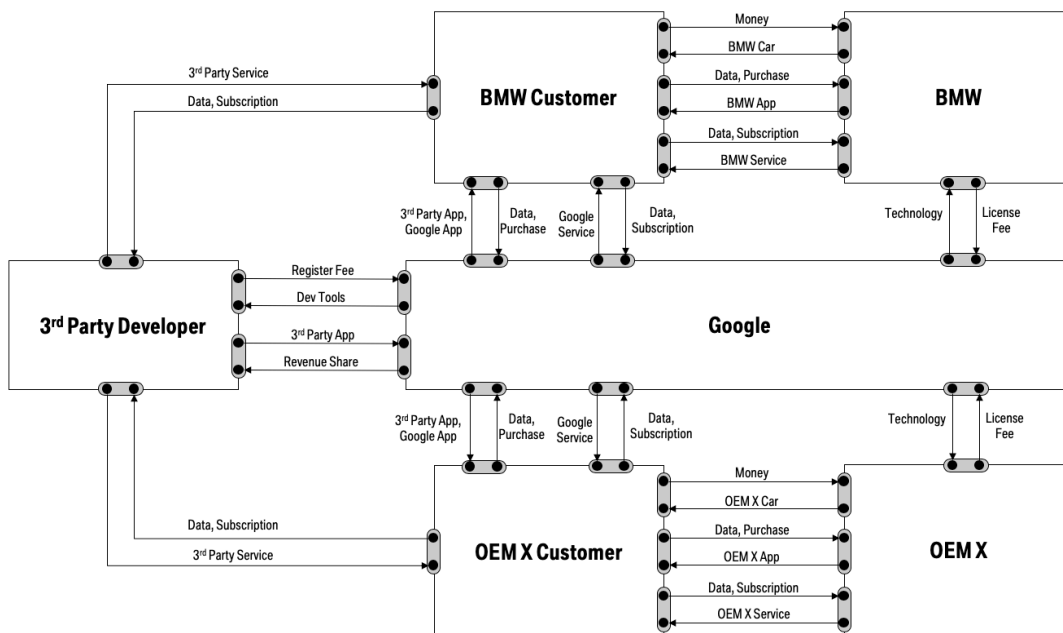 Money
BMW Car
3rd Party Service
Data, Purchase
BMW Customer
BMW
Data, Subscription
BMW App
Data, Subscription
BMW Service
3rd Party App,
Google App
Data,
Purchase
Google
Service
Data,
Subscription
Technology
License
Fee
Register Fee
Dev Tools
3rd Party Developer
Google
3rd Party App
Revenue Share
3rd Party App,
Google App
Data,
Purchase
Google
Service
Data,
Subscription
Technology
License
Fee
Money
OEM X Car
Data, Subscription
Data, Purchase
OEM X Customer
OEM X
3rd Party Service
OEM X App
Data, Subscription
OEM X Service